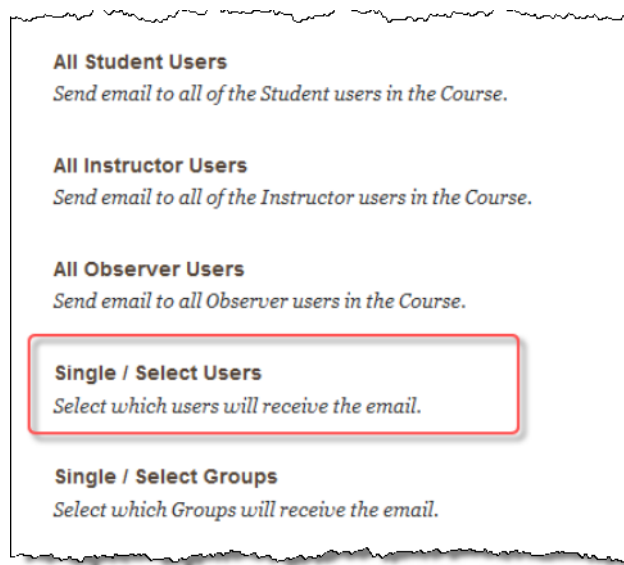 All Student Users
Send email to all of the Student users in the Course.
All Instructor Users
Send email to all of the Instructor users in the Course.
All Observer Users
Send email to all Observer users in the Course.
Single / Select Users
Select which users will receive the email.
Single / Select Groups
Select which Groups will receive the email.